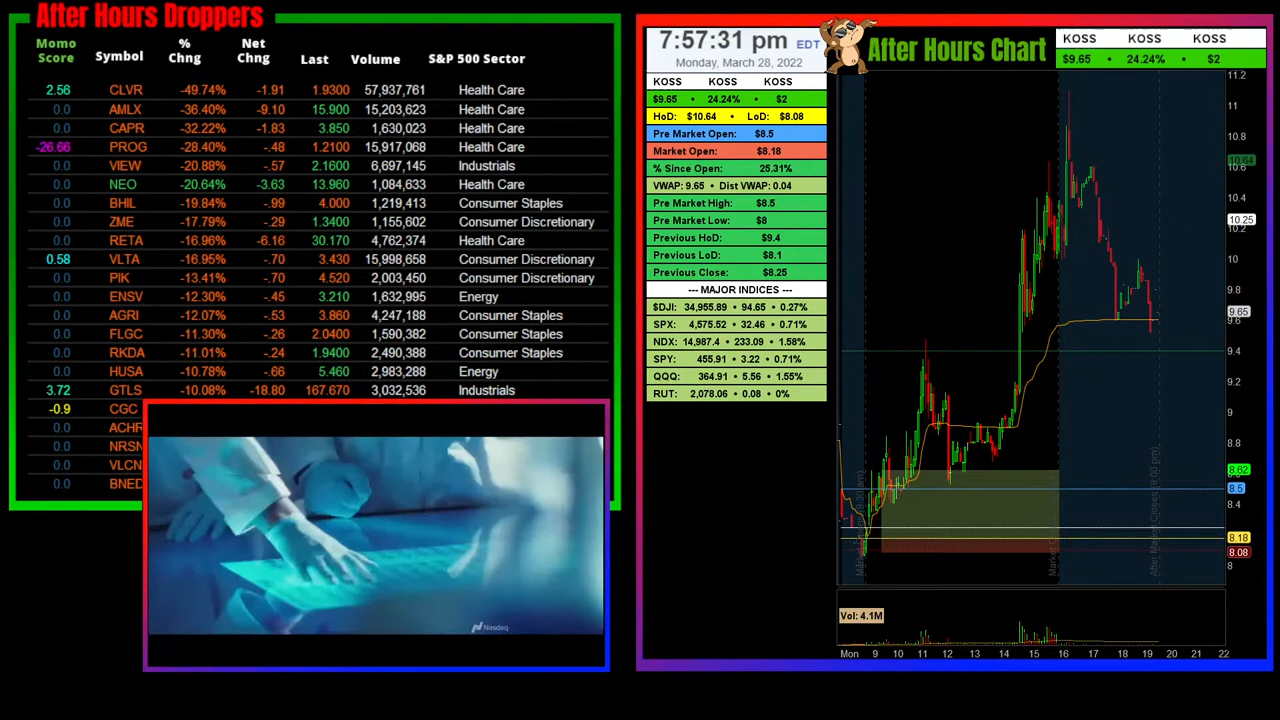 After Hours Droppers
Momo Score Symbol % Chng Net Chng Last Volume S&P 500 Sector
2.56 CLVR -49.74% -1.91 1.9300 57,937,761 Health Care
0.0 AMLX -36.40% -9.10 15.900 15,203,623 Health Care
0.0 CAPR -32.22% -1.83 3.850 1,630,023 Health Care
-26.66 PROG -28.40% -.48 1.2100 15,917,068 Health Care
0.0 VIEW -20.88% -.57 2.1600 6,697,145 Industrials
0.0 NEO -20.64% -3.63 13.960 1,084,633 Health Care
0.0 BHIL -19.84% -.99 4.000 1,219,413 Consumer Staples
0.0 ZME -17.79% -.29 1.3400 1,155,602 Consumer Discretionary
0.0 RETA -16.96% -6.16 30.170 4,762,374 Health Care
0.58 VLTA -16.95% -.70 3.430 15,998,658 Consumer Discretionary
0.0 PIK -13.41% -.70 4.520 2,003,450 Consumer Discretionary
0.0 ENSV -12.30% -.45 3.210 1,632,995 Energy
0.0 AGRI -12.07% -.53 3.860 4,247,188 Consumer Staples
0.0 FLGC -11.30% -.26 2.0400 1,590,382 Consumer Staples
0.0 RKDA -11.01% -.24 1.9400 2,490,388 Consumer Staples
0.0 HUSA -10.78% -.66 5.460 2,983,288 Energy
3.72 GTLS -10.08% -18.80 167.670 3,032,536 Industrials
-0.9 CGC
0.0 ACHR
0.0 NRSN
0.0 VLCN
0.0 BNED
Nasdaq
7:57:31 pm EDT
Monday, March 28, 2022
KOSS KOSS KOSS
$9.65 • 24.24% • $2
HoD: $10.64 • LoD: $8.08
Pre Market Open: $8.5
Market Open: $8.18
% Since Open: 25.31%
VWAP: 9.65 • Dist VWAP: 0.04
Pre Market High: $8.5
Pre Market Low: $8
Previous HoD: $9.4
Previous LoD: $8.1
Previous Close: $8.25
--- MAJOR INDICES ---
$DJI: 34,955.89 • 94.65 • 0.27%
SPX: 4,575.52 • 32.46 • 0.71%
NDX: 14,987.4 • 233.09 • 1.58%
SPY: 455.91 • 3.22 • 0.71%
QQQ: 364.91 • 5.56 • 1.55%
RUT: 2,078.06 • 0.08 • 0%
After Hours Chart
KOSS KOSS KOSS
$9.65 • 24.24% • $2
11.2
11
10.8
10.64
10.6
10.4
10.25
10.2
10
9.8
9.65
9.6
9.4
9.2
9
8.8
8.62
8.5
8.4
8.18
8.08
8
After Market Closes (8:00 pm)
Vol: 4.1M
Mon 9 10 11 12 13 14 15 16 17 18 19 20 21 22